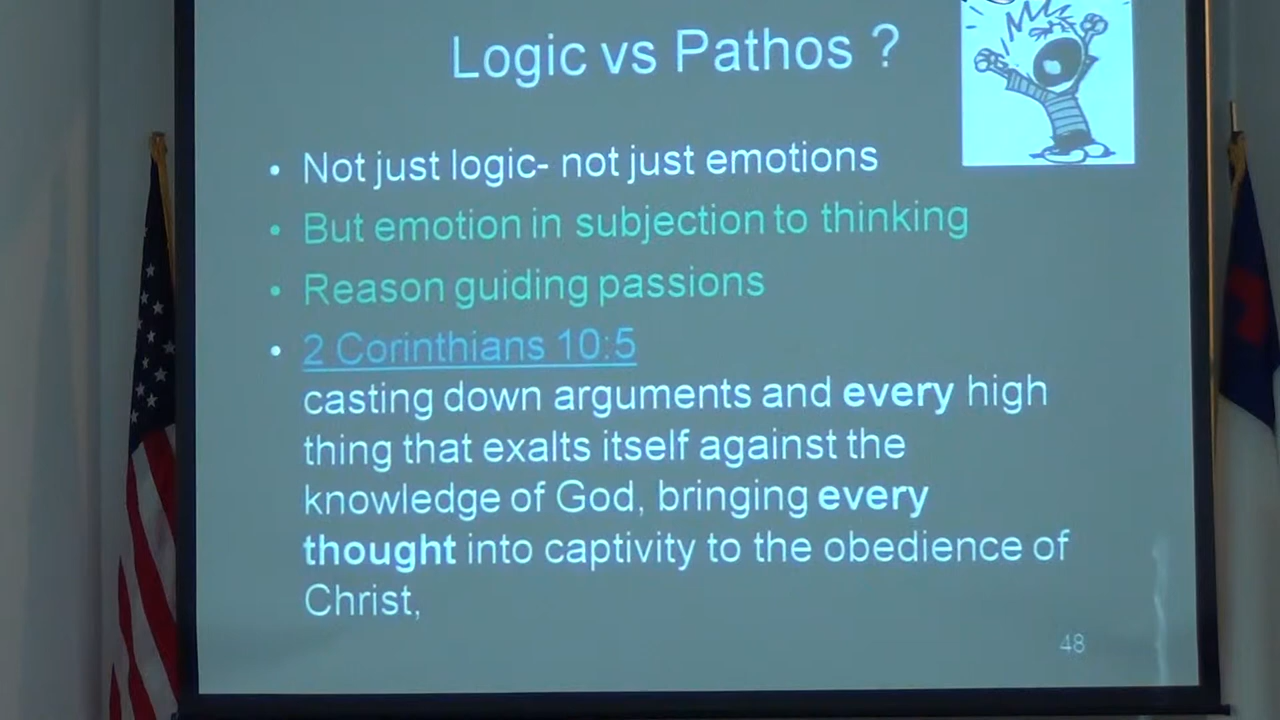 Logic vs Pathos ?
• Not just logic- not just emotions
• But emotion in subjection to thinking
• Reason guiding passions
• 2 Corinthians 10:5
casting down arguments and every high
thing that exalts itself against the
knowledge of God, bringing every
thought into captivity to the obedience of
Christ,
48